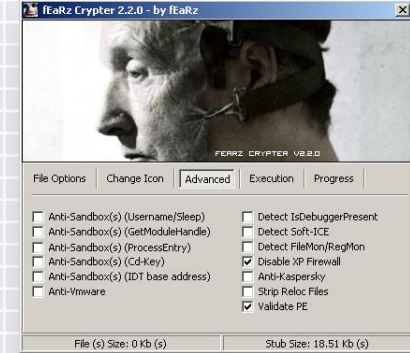 fEaRz Crypter 2.2.0 - by fEaRz
FEARZ CRYPTER V2.2.0
File Options
Change Icon
Advanced
Execution
Progress
Anti-Sandbox(s) (Username/Sleep)
Anti-Sandbox(s) (GetModuleHandle)
Anti-Sandbox(s) (ProcessEntry)
Anti-Sandbox(s) (Cd-Key)
Anti-Sandbox(s) (IDT base address)
Anti-Vmware
Detect IsDebuggerPresent
Detect Soft-ICE
Detect FileMon/RegMon
Disable XP Firewall
Anti-Kaspersky
Strip Reloc Files
Validate PE
File (s) Size: 0 Kb (s)
Stub Size: 18.51 Kb (s)